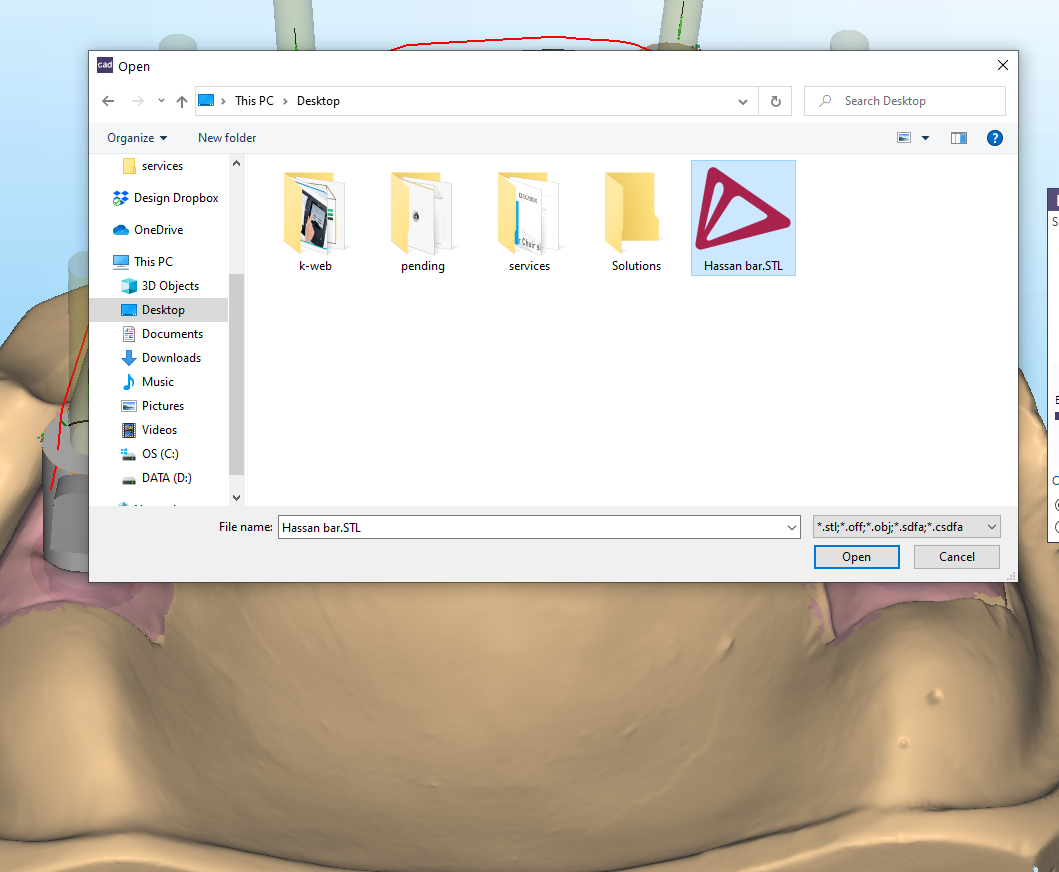 cad Open
This PC Desktop
Search Desktop
Organize
New folder
?
services
Design Dropbox
OneDrive
This PC
3D Objects
Desktop
Documents
Downloads
Music
Pictures
Videos
OS (C:)
DATA (D:)
k-web
pending
services
Solutions
Hassan bar.STL
File name:
Hassan bar.STL
*.stl;*.off;*.obj;*.sdfa;*.csdfa
Open
Cancel